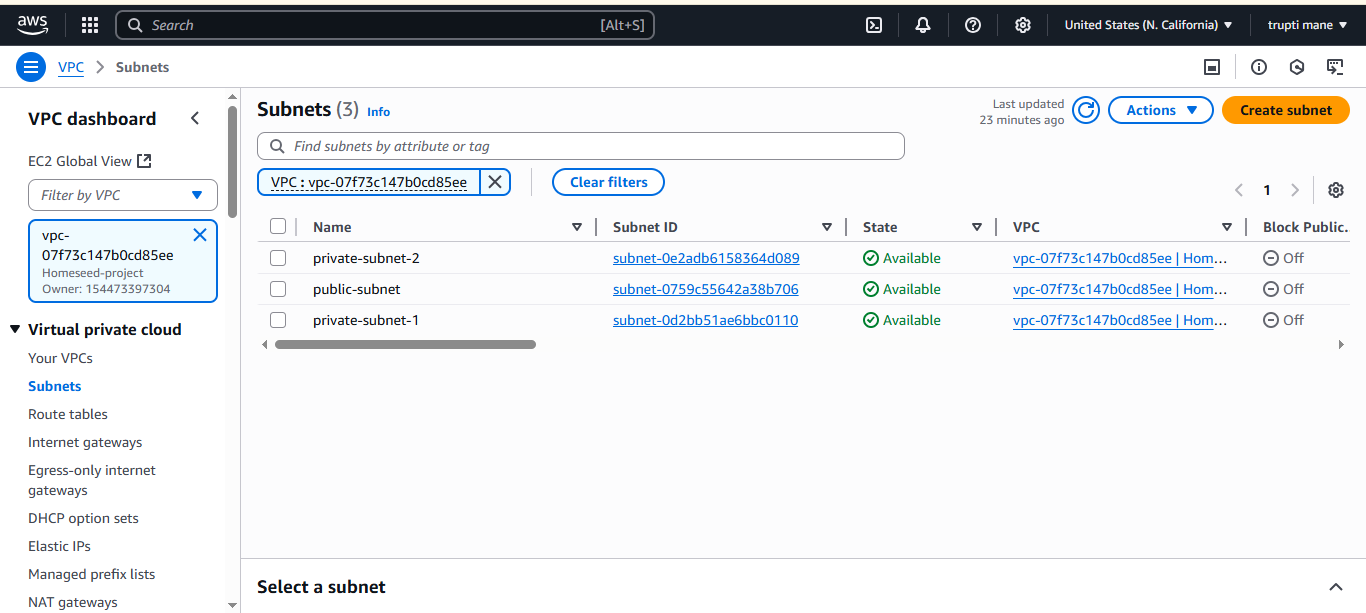 aws
Search [Alt+S]
United States (N. California)
trupti mane
VPC
Subnets
VPC dashboard
EC2 Global View
Filter by VPC
vpc-
07f73c147b0cd85ee
Homeseed-project
Owner: 154473397304
Virtual private cloud
Your VPCs
Subnets
Route tables
Internet gateways
Egress-only internet
gateways
DHCP option sets
Elastic IPs
Managed prefix lists
NAT gateways
Subnets (3) Info
Last updated
23 minutes ago
Actions
Create subnet
Find subnets by attribute or tag
VPC : vpc-07f73c147b0cd85ee
Clear filters
1
Name Subnet ID State VPC Block Public...
private-subnet-2 subnet-0e2adb6158364d089 Available vpc-07f73c147b0cd85ee | Hom... Off
public-subnet subnet-0759c55642a38b706 Available vpc-07f73c147b0cd85ee | Hom... Off
private-subnet-1 subnet-0d2bb51ae6bbc0110 Available vpc-07f73c147b0cd85ee | Hom... Off
Select a subnet